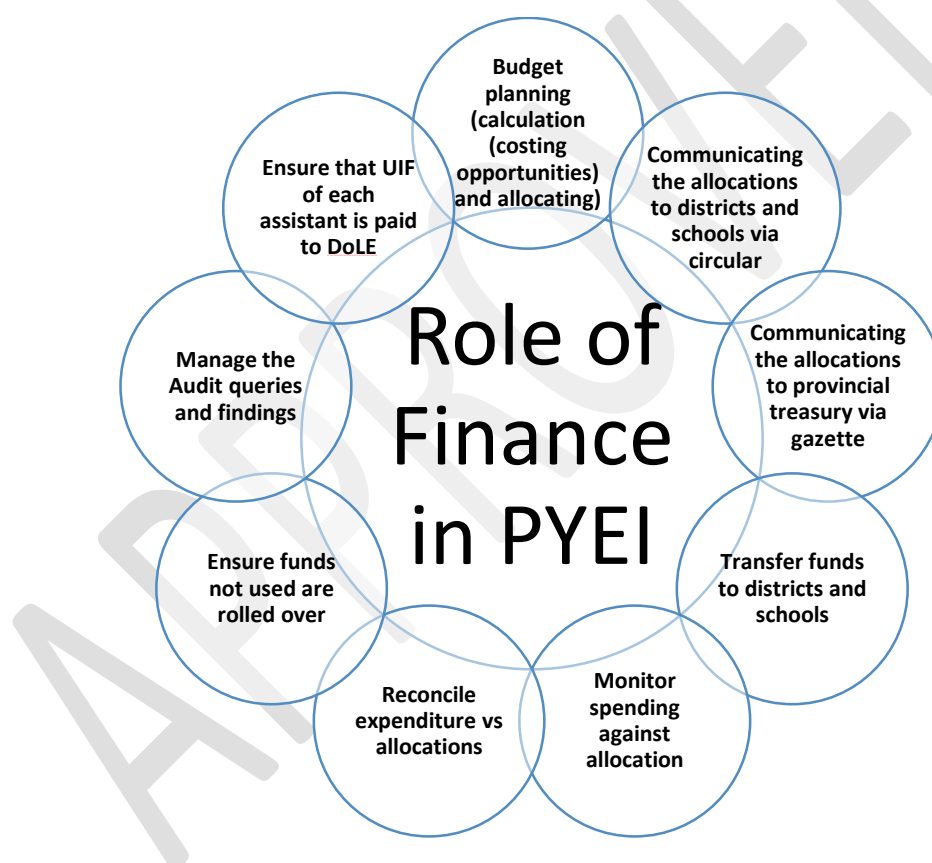 Budget
planning
(calculation
(costing
opportunities)
and allocating)
Communicating
the allocations
to districts and
schools via
circular
Communicating
the allocations
to provincial
treasury via
gazette
Transfer funds
to districts and
schools
Monitor
spending
against
allocation
Reconcile
expenditure vs
allocations
Ensure funds
not used are
rolled over
Manage the
Audit queries
and findings
Ensure that UIF
of each
assistant is paid
to DoLE
Role of
Finance
in PYEI
APPROVE